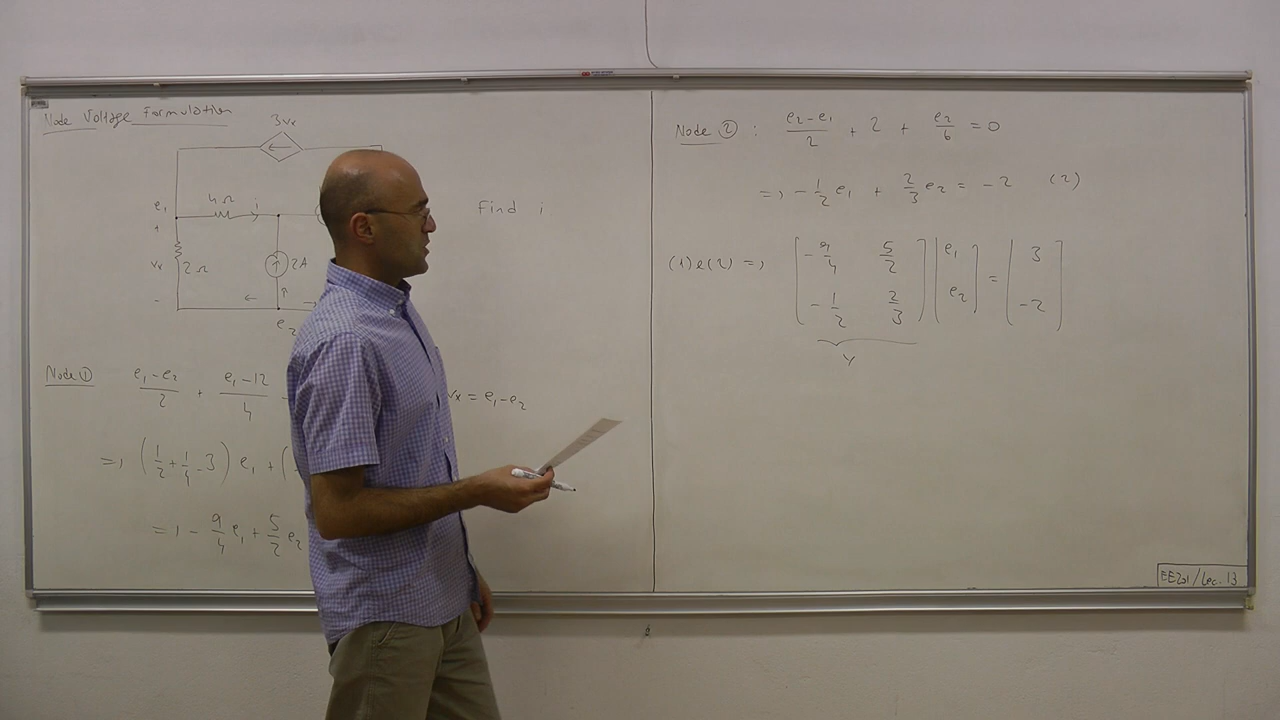 Node Voltage Formulation
3Vx
e₁
4Ω
i
Find i
+
Vx
2Ω
2A
-
e₂
Node ① (e₁-e₂)/2 + (e₁-12)/4 - Vx = e₁-e₂
=> (1/2 + 1/4 - 3) e₁ + (
=> -9/4 e₁ + 5/2 e₂
Node ② : (e₂-e₁)/2 + 2 + e₂/6 = 0
=> -1/2 e₁ + 2/3 e₂ = -2 (2)
(1)&(2) => [-9/4 5/2; -1/2 2/3] [e₁; e₂] = [3; -2]
Y
EE201/Lec. 13